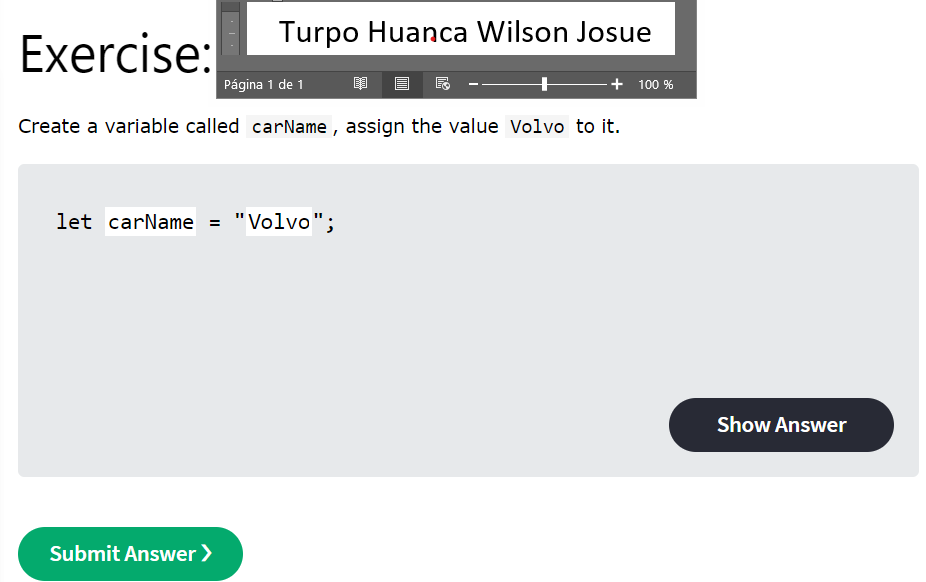 Exercise:
Turpo Huanca Wilson Josue
Página 1 de 1
100 %
Create a variable called carName, assign the value Volvo to it.
let carName = "Volvo";
Show Answer
Submit Answer ❯